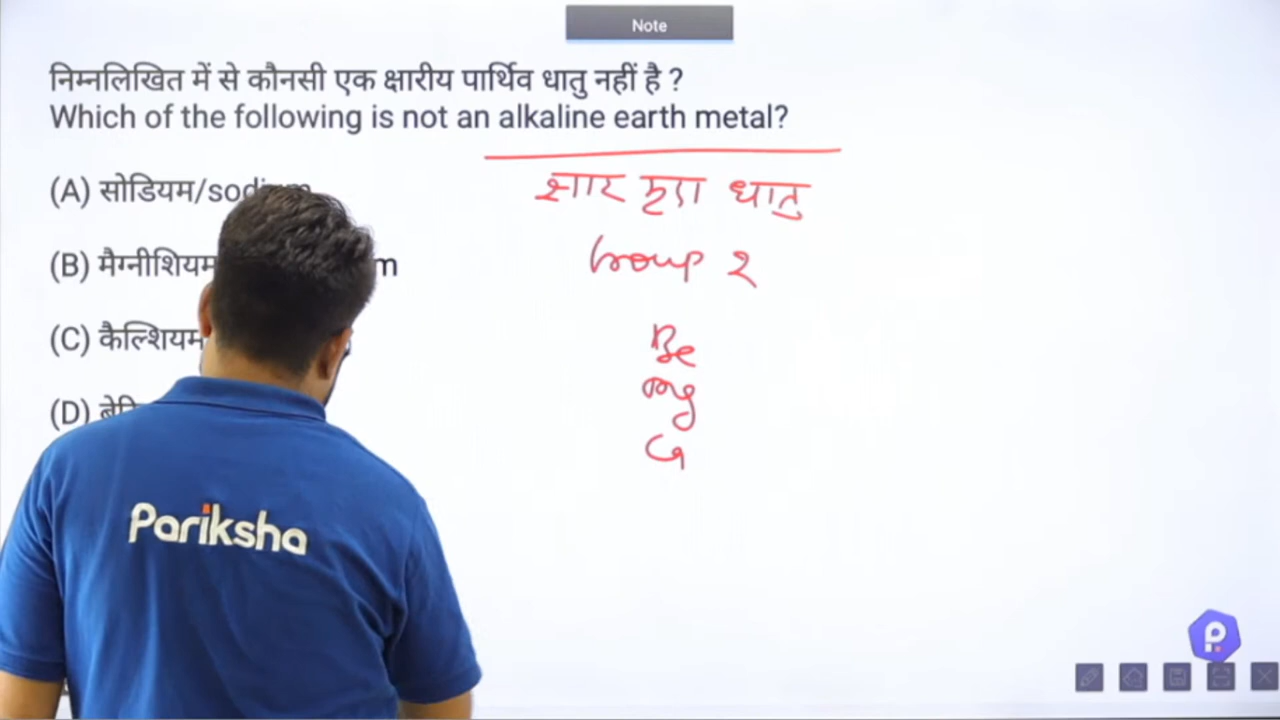 Note
निम्नलिखित में से कौनसी एक क्षारीय पार्थिव धातु नहीं है ?
Which of the following is not an alkaline earth metal?
क्षार मृदा धातु
(A) सोडियम/sodium
Group 2
(B) मैग्नीशियम
(C) कैल्शियम
Be
Mg
(D)
Ca
Pariksha